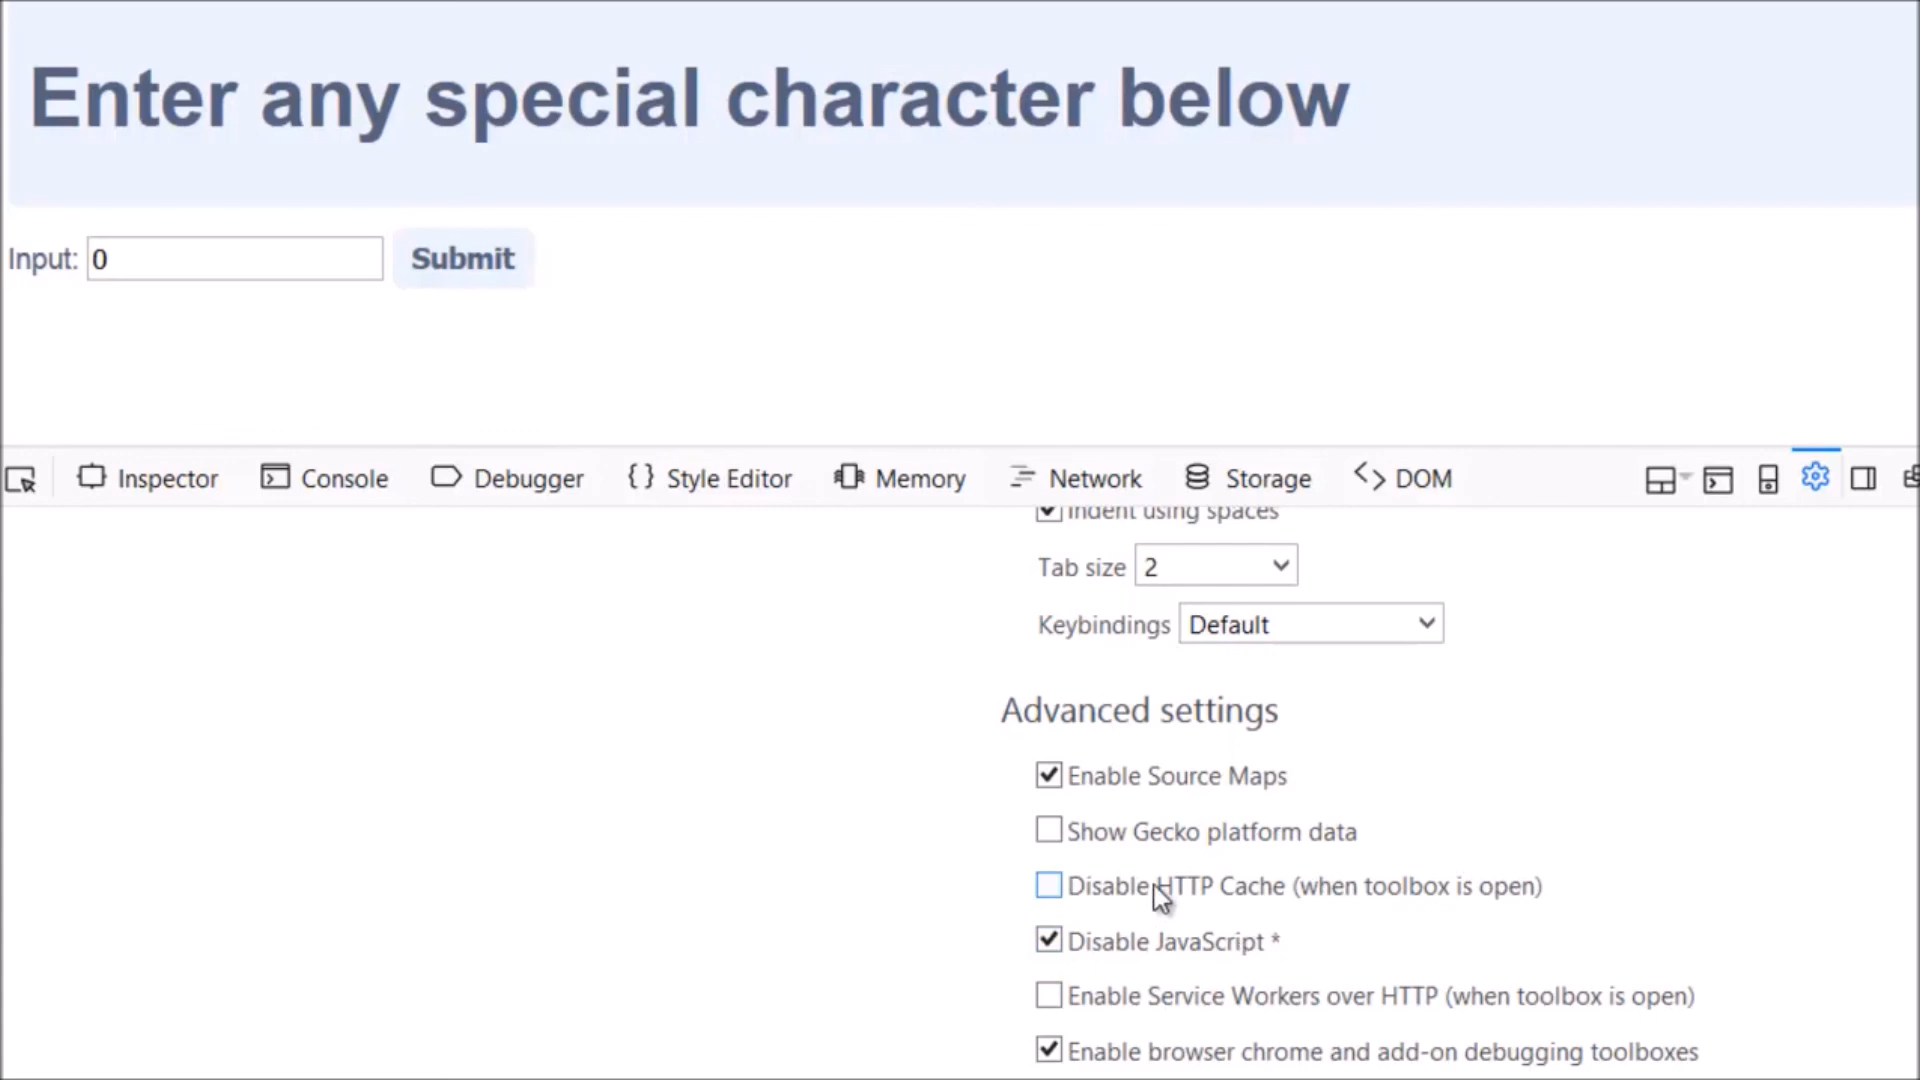 Enter any special character below
Input: 0 Submit
Inspector Console Debugger { } Style Editor Memory Network Storage <> DOM
Indent using spaces
Tab size 2
Keybindings Default
Advanced settings
Enable Source Maps
Show Gecko platform data
Disable HTTP Cache (when toolbox is open)
Disable JavaScript *
Enable Service Workers over HTTP (when toolbox is open)
Enable browser chrome and add-on debugging toolboxes